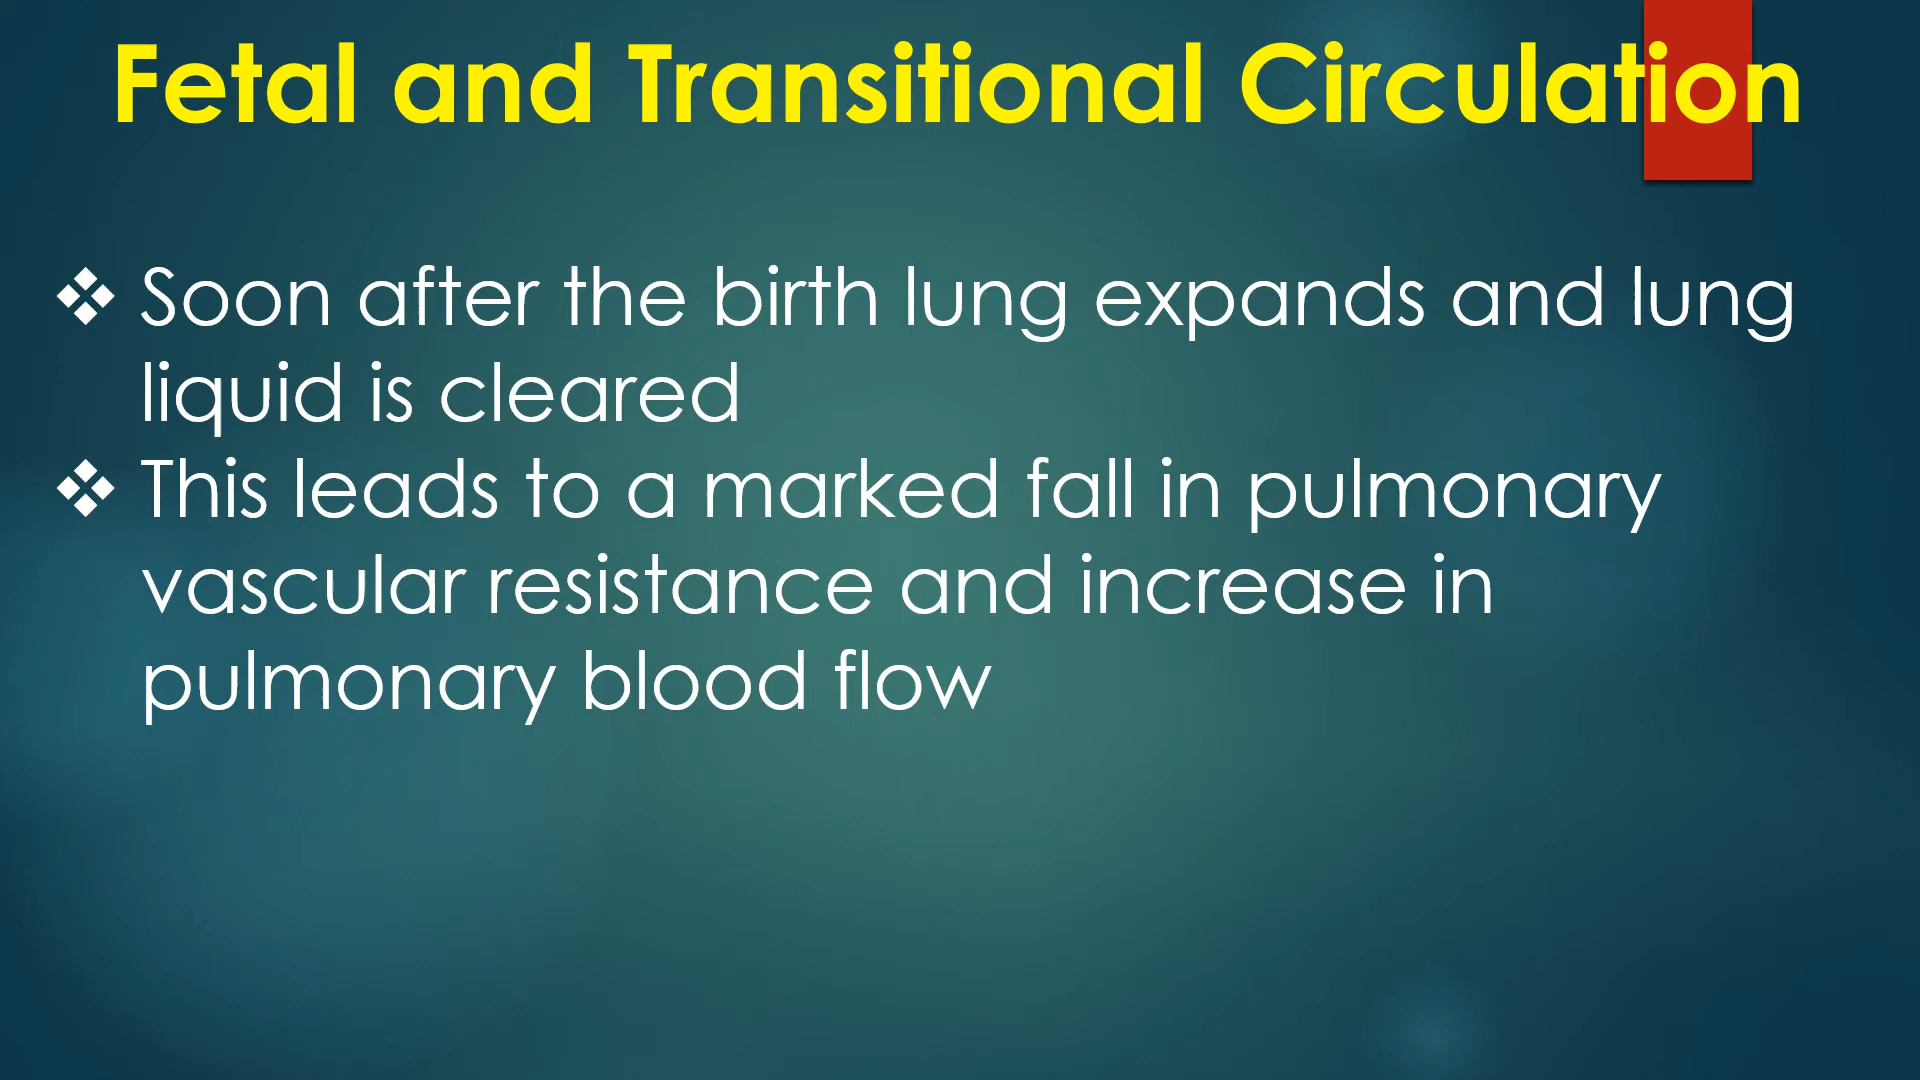 Fetal and Transitional Circulation
❖ Soon after the birth lung expands and lung
liquid is cleared
❖ This leads to a marked fall in pulmonary
vascular resistance and increase in
pulmonary blood flow